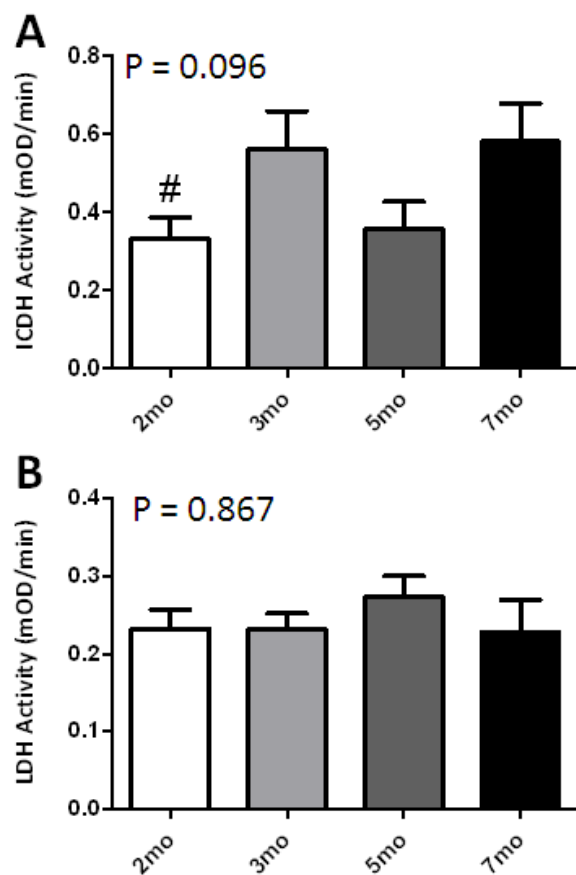 A
P = 0.096
ICDH Activity (mOD/min)
0.8
0.6
0.4
0.2
0.0
#
2mo
3mo
5mo
7mo
B
P = 0.867
LDH Activity (mOD/min)
0.4
0.3
0.2
0.1
0.0
2mo
3mo
5mo
7mo